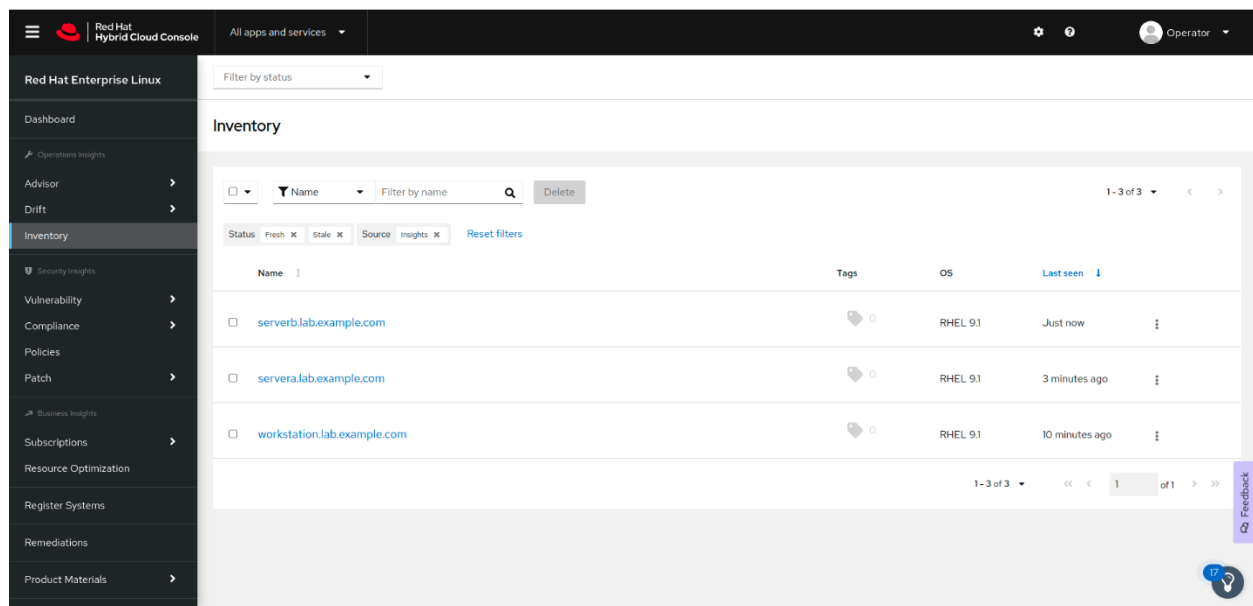 Red Hat
Hybrid Cloud Console
All apps and services
Operator
Red Hat Enterprise Linux
Filter by status
Dashboard
Inventory
Operations Insights
Advisor
Drift
Inventory
Name Filter by name Delete 1 - 3 of 3
Status Fresh Stale Source Insights Reset filters
Security Insights
Vulnerability
Compliance
Policies
Patch
Name Tags OS Last seen
serverb.lab.example.com 0 RHEL 9.1 Just now
servera.lab.example.com 0 RHEL 9.1 3 minutes ago
workstation.lab.example.com 0 RHEL 9.1 10 minutes ago
Business Insights
Subscriptions
Resource Optimization
1 - 3 of 3 1 of 1
Register Systems
Remediations
Product Materials
Feedback
17